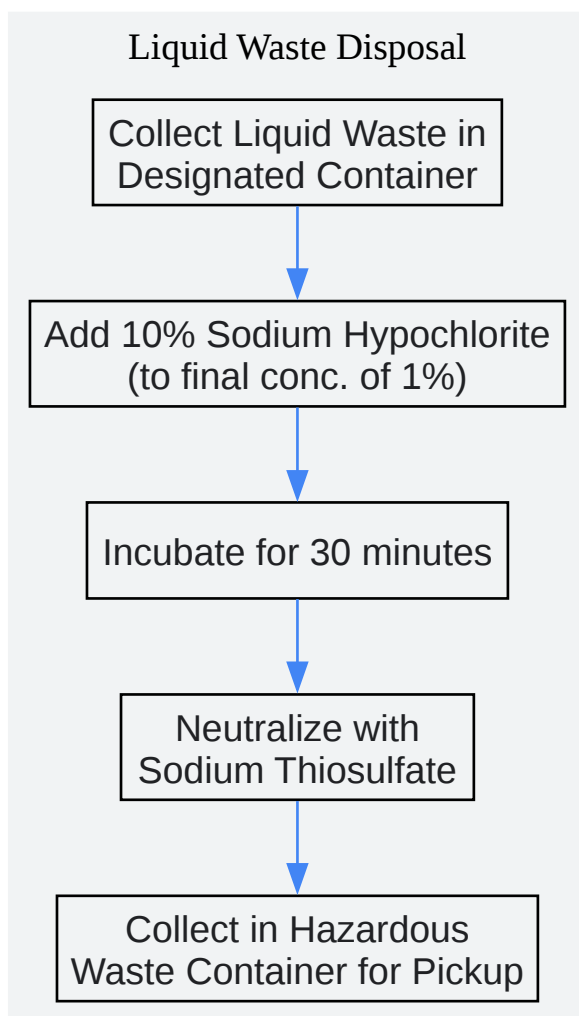 Liquid Waste Disposal
Collect Liquid Waste in
Designated Container
Add 10% Sodium Hypochlorite
(to final conc. of 1%)
Incubate for 30 minutes
Neutralize with
Sodium Thiosulfate
Collect in Hazardous
Waste Container for Pickup